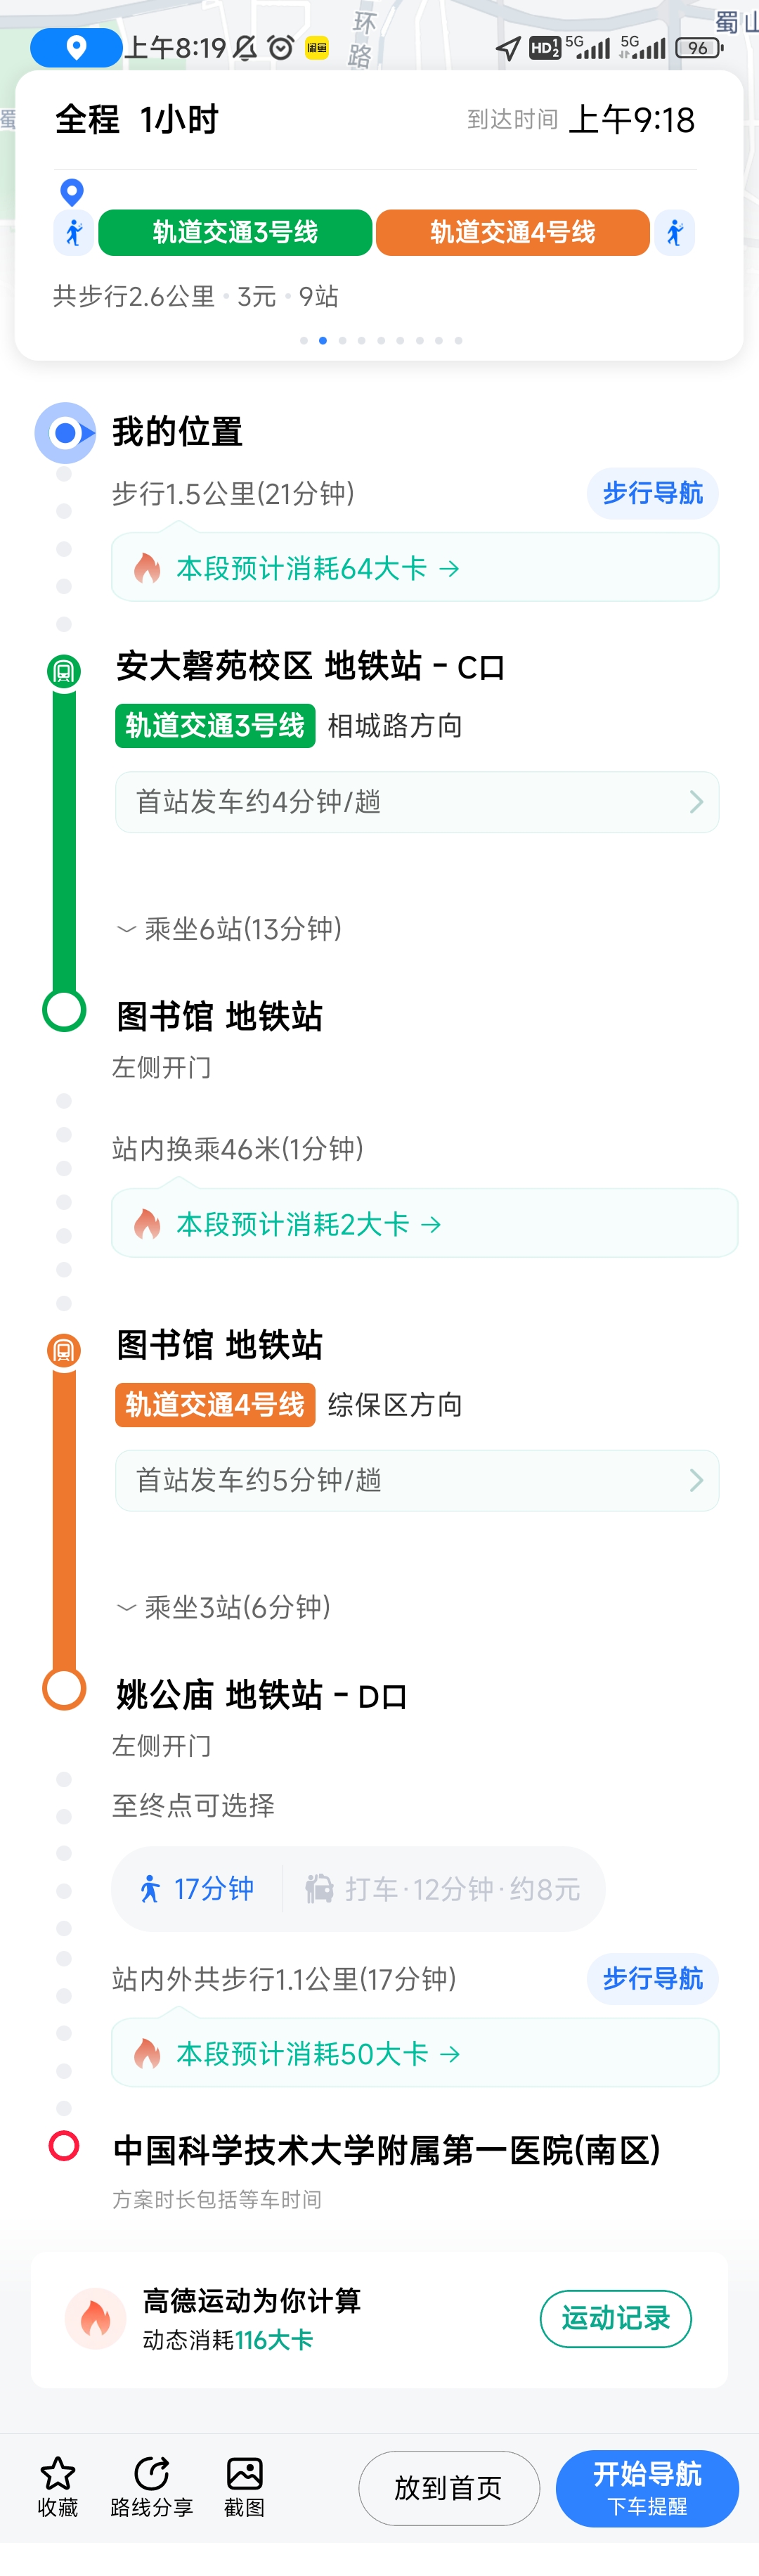 环
路
蜀山
蜀
上午8:19
HD 1 2
5G
5G
96
全程 1小时
到达时间 上午9:18
轨道交通3号线
轨道交通4号线
共步行2.6公里·3元·9站
我的位置
步行1.5公里(21分钟)
步行导航
本段预计消耗64大卡→
安大磬苑校区 地铁站 - C口
轨道交通3号线 相城路方向
首站发车约4分钟/趟
乘坐6站(13分钟)
图书馆 地铁站
左侧开门
站内换乘46米(1分钟)
本段预计消耗2大卡→
图书馆 地铁站
轨道交通4号线 综保区方向
首站发车约5分钟/趟
乘坐3站(6分钟)
姚公庙 地铁站 - D口
左侧开门
至终点可选择
17分钟
打车·12分钟·约8元
站内外共步行1.1公里(17分钟)
步行导航
本段预计消耗50大卡→
中国科学技术大学附属第一医院(南区)
方案时长包括等车时间
高德运动为你计算
动态消耗116大卡
运动记录
收藏
路线分享
截图
放到首页
开始导航
下车提醒